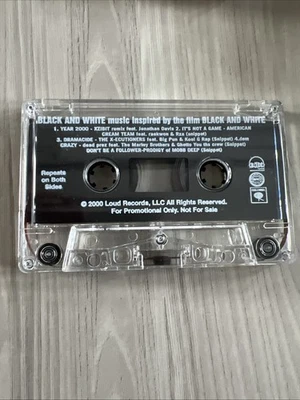 BLACK AND WHITE music inspired by the film BLACK AND WHITE
1. YEAR 2000 - XZIBIT remix feat. Jonathan Davis 2. IT'S NOT A GAME - AMERICAN
CREAM TEAM feat. raekwon & Rza (snippet)
3. DRAMACIDE - THE X-ECUTIONERS feat. Big Pun & Kool G Rap (Snippet) 4.dem
CRAZY - dead prez feat. The Marley Brothers & Ghetto You the crew (Snippet)
DON'T BE A FOLLOWER-PRODIGY of MOBB DEEP (Snippet)
Repeats
on Both
Sides
© 2000 Loud Records, LLC All Rights Reserved.
For Promotional Only. Not For Sale